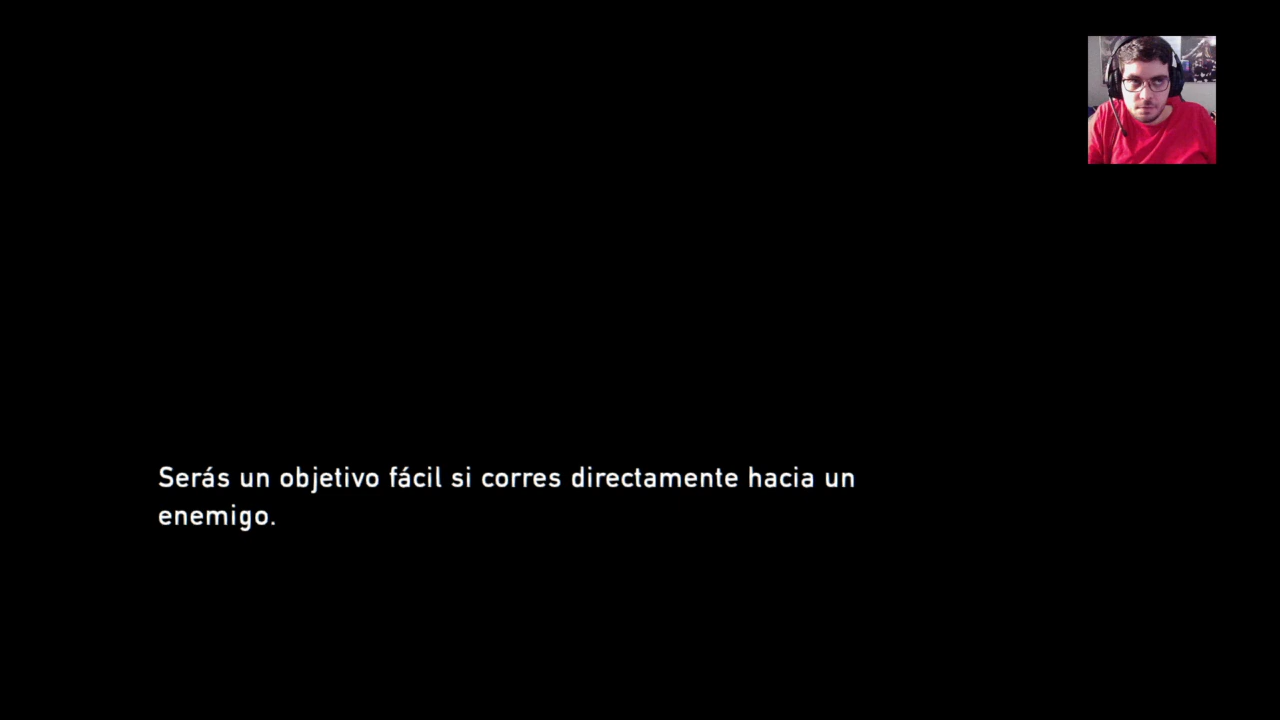 Serás un objetivo fácil si corres directamente hacia un
enemigo.